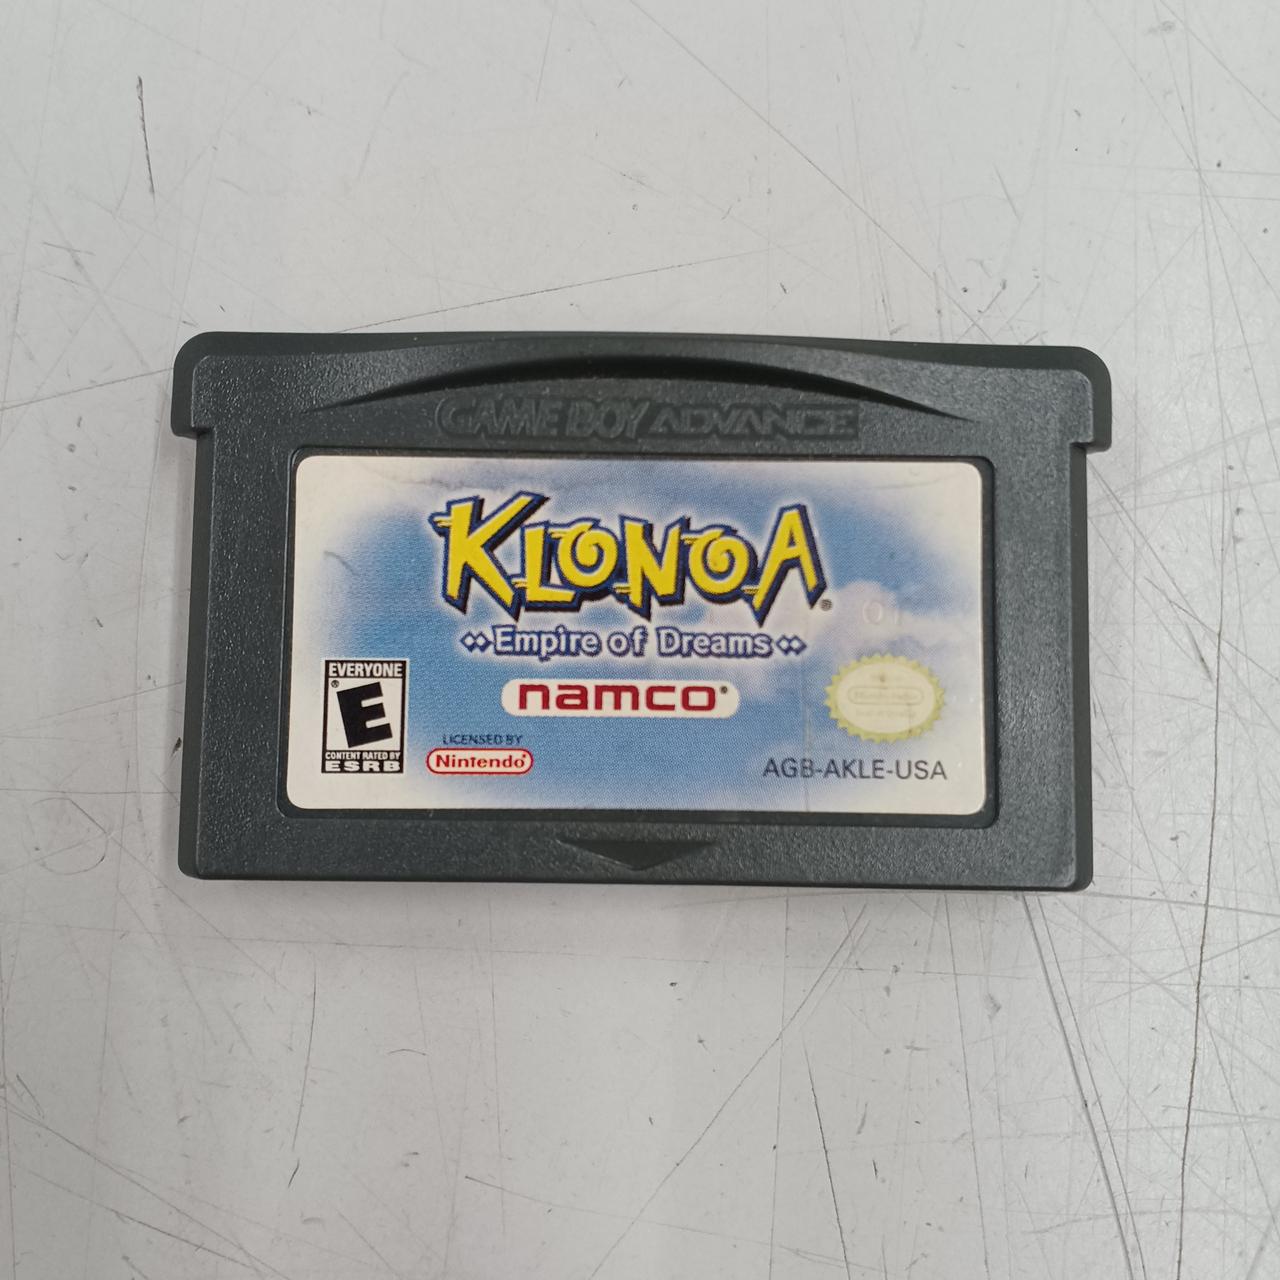 GAME BOY ADVANCE
KLONOA®
Empire of Dreams
namco®
EVERYONE
E®
CONTENT RATED BY
ESRB
LICENSED BY
Nintendo®
AGB-AKLE-USA
Nintendo